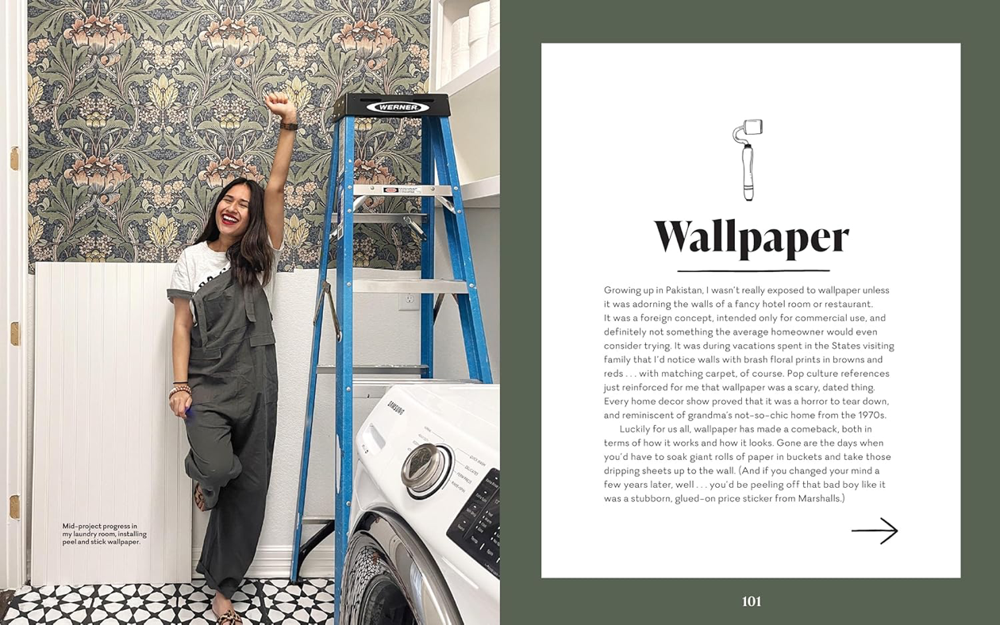 WERNER
SAMSUNG
QUICK WASH
DELICATES
PERM PRESS
Mid-project progress in
my laundry room, installing
peel and stick wallpaper.
Wallpaper
Growing up in Pakistan, I wasn't really exposed to wallpaper unless
it was adorning the walls of a fancy hotel room or restaurant.
It was a foreign concept, intended only for commercial use, and
definitely not something the average homeowner would even
consider trying. It was during vacations spent in the States visiting
family that I'd notice walls with brash floral prints in browns and
reds . . . with matching carpet, of course. Pop culture references
just reinforced for me that wallpaper was a scary, dated thing.
Every home decor show proved that it was a horror to tear down,
and reminiscent of grandma's not-so-chic home from the 1970s.
Luckily for us all, wallpaper has made a comeback, both in
terms of how it works and how it looks. Gone are the days when
you'd have to soak giant rolls of paper in buckets and take those
dripping sheets up to the wall. (And if you changed your mind a
few years later, well . . . you'd be peeling off that bad boy like it
was a stubborn, glued-on price sticker from Marshalls.)
101